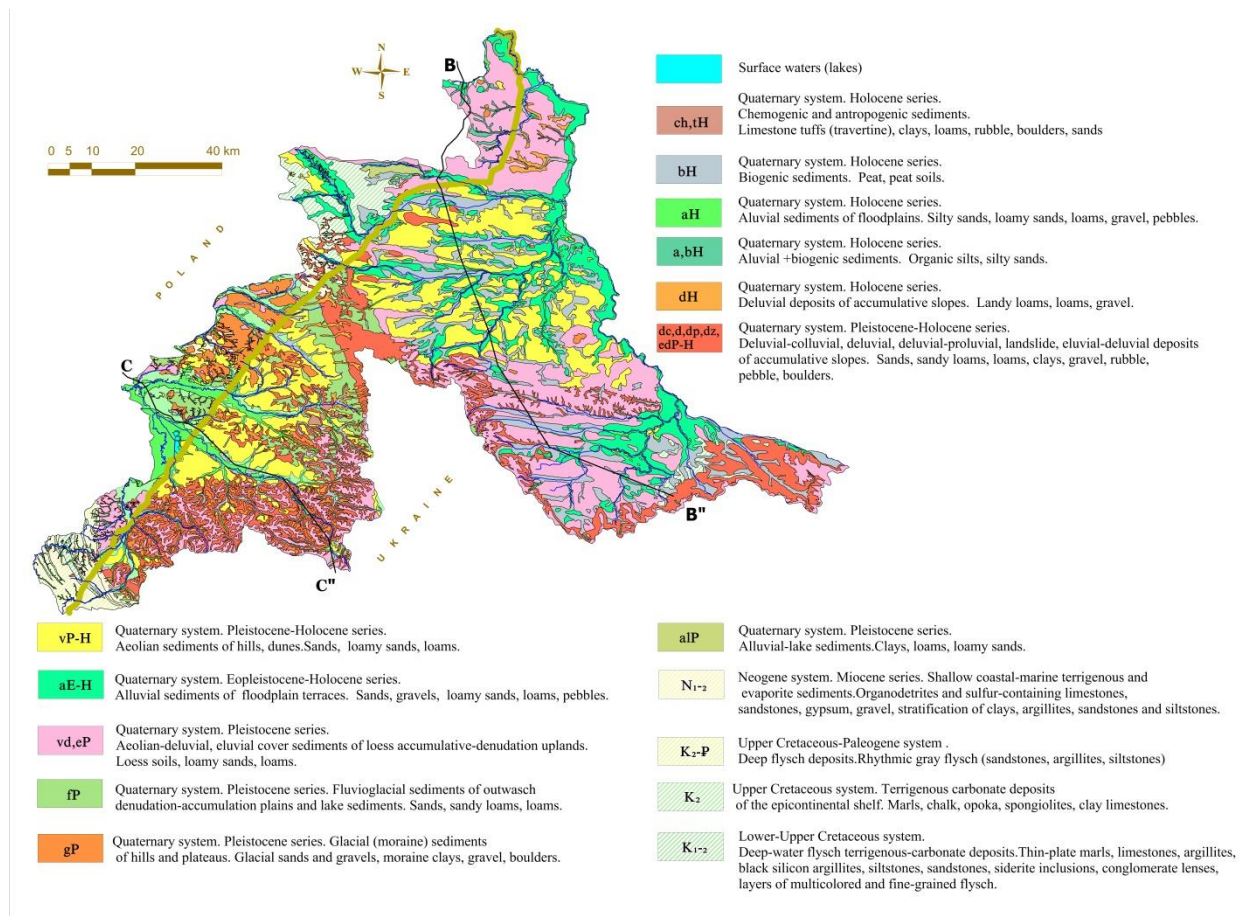 N
W E
S
B
0 5 10 20 40 km
POLAND
C
UKRAINE
B"
C"
Surface waters (lakes)
ch,tH
Quaternary system. Holocene series.
Chemogenic and antropogenic sediments.
Limestone tuffs (travertine), clays, loams, rubble, boulders, sands
bH
Quaternary system. Holocene series.
Biogenic sediments. Peat, peat soils.
aH
Quaternary system. Holocene series.
Aluvial sediments of floodplains. Silty sands, loamy sands, loams, gravel, pebbles.
a,bH
Quaternary system. Holocene series.
Aluvial +biogenic sediments. Organic silts, silty sands.
dH
Quaternary system. Holocene series.
Deluvial deposits of accumulative slopes. Landy loams, loams, gravel.
dc,d,dp,dz,
edP-H
Quaternary system. Pleistocene-Holocene series.
Deluvial-colluvial, deluvial, deluvial-proluvial, landslide, eluvial-deluvial deposits
of accumulative slopes. Sands, sandy loams, loams, clays, gravel, rubble,
pebble, boulders.
vP-H
Quaternary system. Pleistocene-Holocene series.
Aeolian sediments of hills, dunes.Sands, loamy sands, loams.
aE-H
Quaternary system. Eopleistocene-Holocene series.
Alluvial sediments of floodplain terraces. Sands, gravels, loamy sands, loams, pebbles.
vd,eP
Quaternary system. Pleistocene series.
Aeolian-deluvial, eluvial cover sediments of loess accumulative-denudation uplands.
Loess soils, loamy sands, loams.
fP
Quaternary system. Pleistocene series. Fluvioglacial sediments of outwasch
denudation-accumulation plains and lake sediments. Sands, sandy loams, loams.
gP
Quaternary system. Pleistocene series. Glacial (moraine) sediments
of hills and plateaus. Glacial sands and gravels, moraine clays, gravel, boulders.
alP
Quaternary system. Pleistocene series.
Alluvial-lake sediments.Clays, loams, loamy sands.
N₁₋₂
Neogene system. Miocene series. Shallow coastal-marine terrigenous and
evaporite sediments.Organodetrites and sulfur-containing limestones,
sandstones, gypsum, gravel, stratification of clays, argillites, sandstones and siltstones.
K₂-₽
Upper Cretaceous-Paleogene system .
Deep flysch deposits.Rhythmic gray flysch (sandstones, argillites, siltstones)
K₂
Upper Cretaceous system. Terrigenous carbonate deposits
of the epicontinental shelf. Marls, chalk, opoka, spongiolites, clay limestones.
K₁₋₂
Lower-Upper Cretaceous system.
Deep-water flysch terrigenous-carbonate deposits.Thin-plate marls, limestones, argillites,
black silicon argillites, siltstones, sandstones, siderite inclusions, conglomerate lenses,
layers of multicolored and fine-grained flysch.